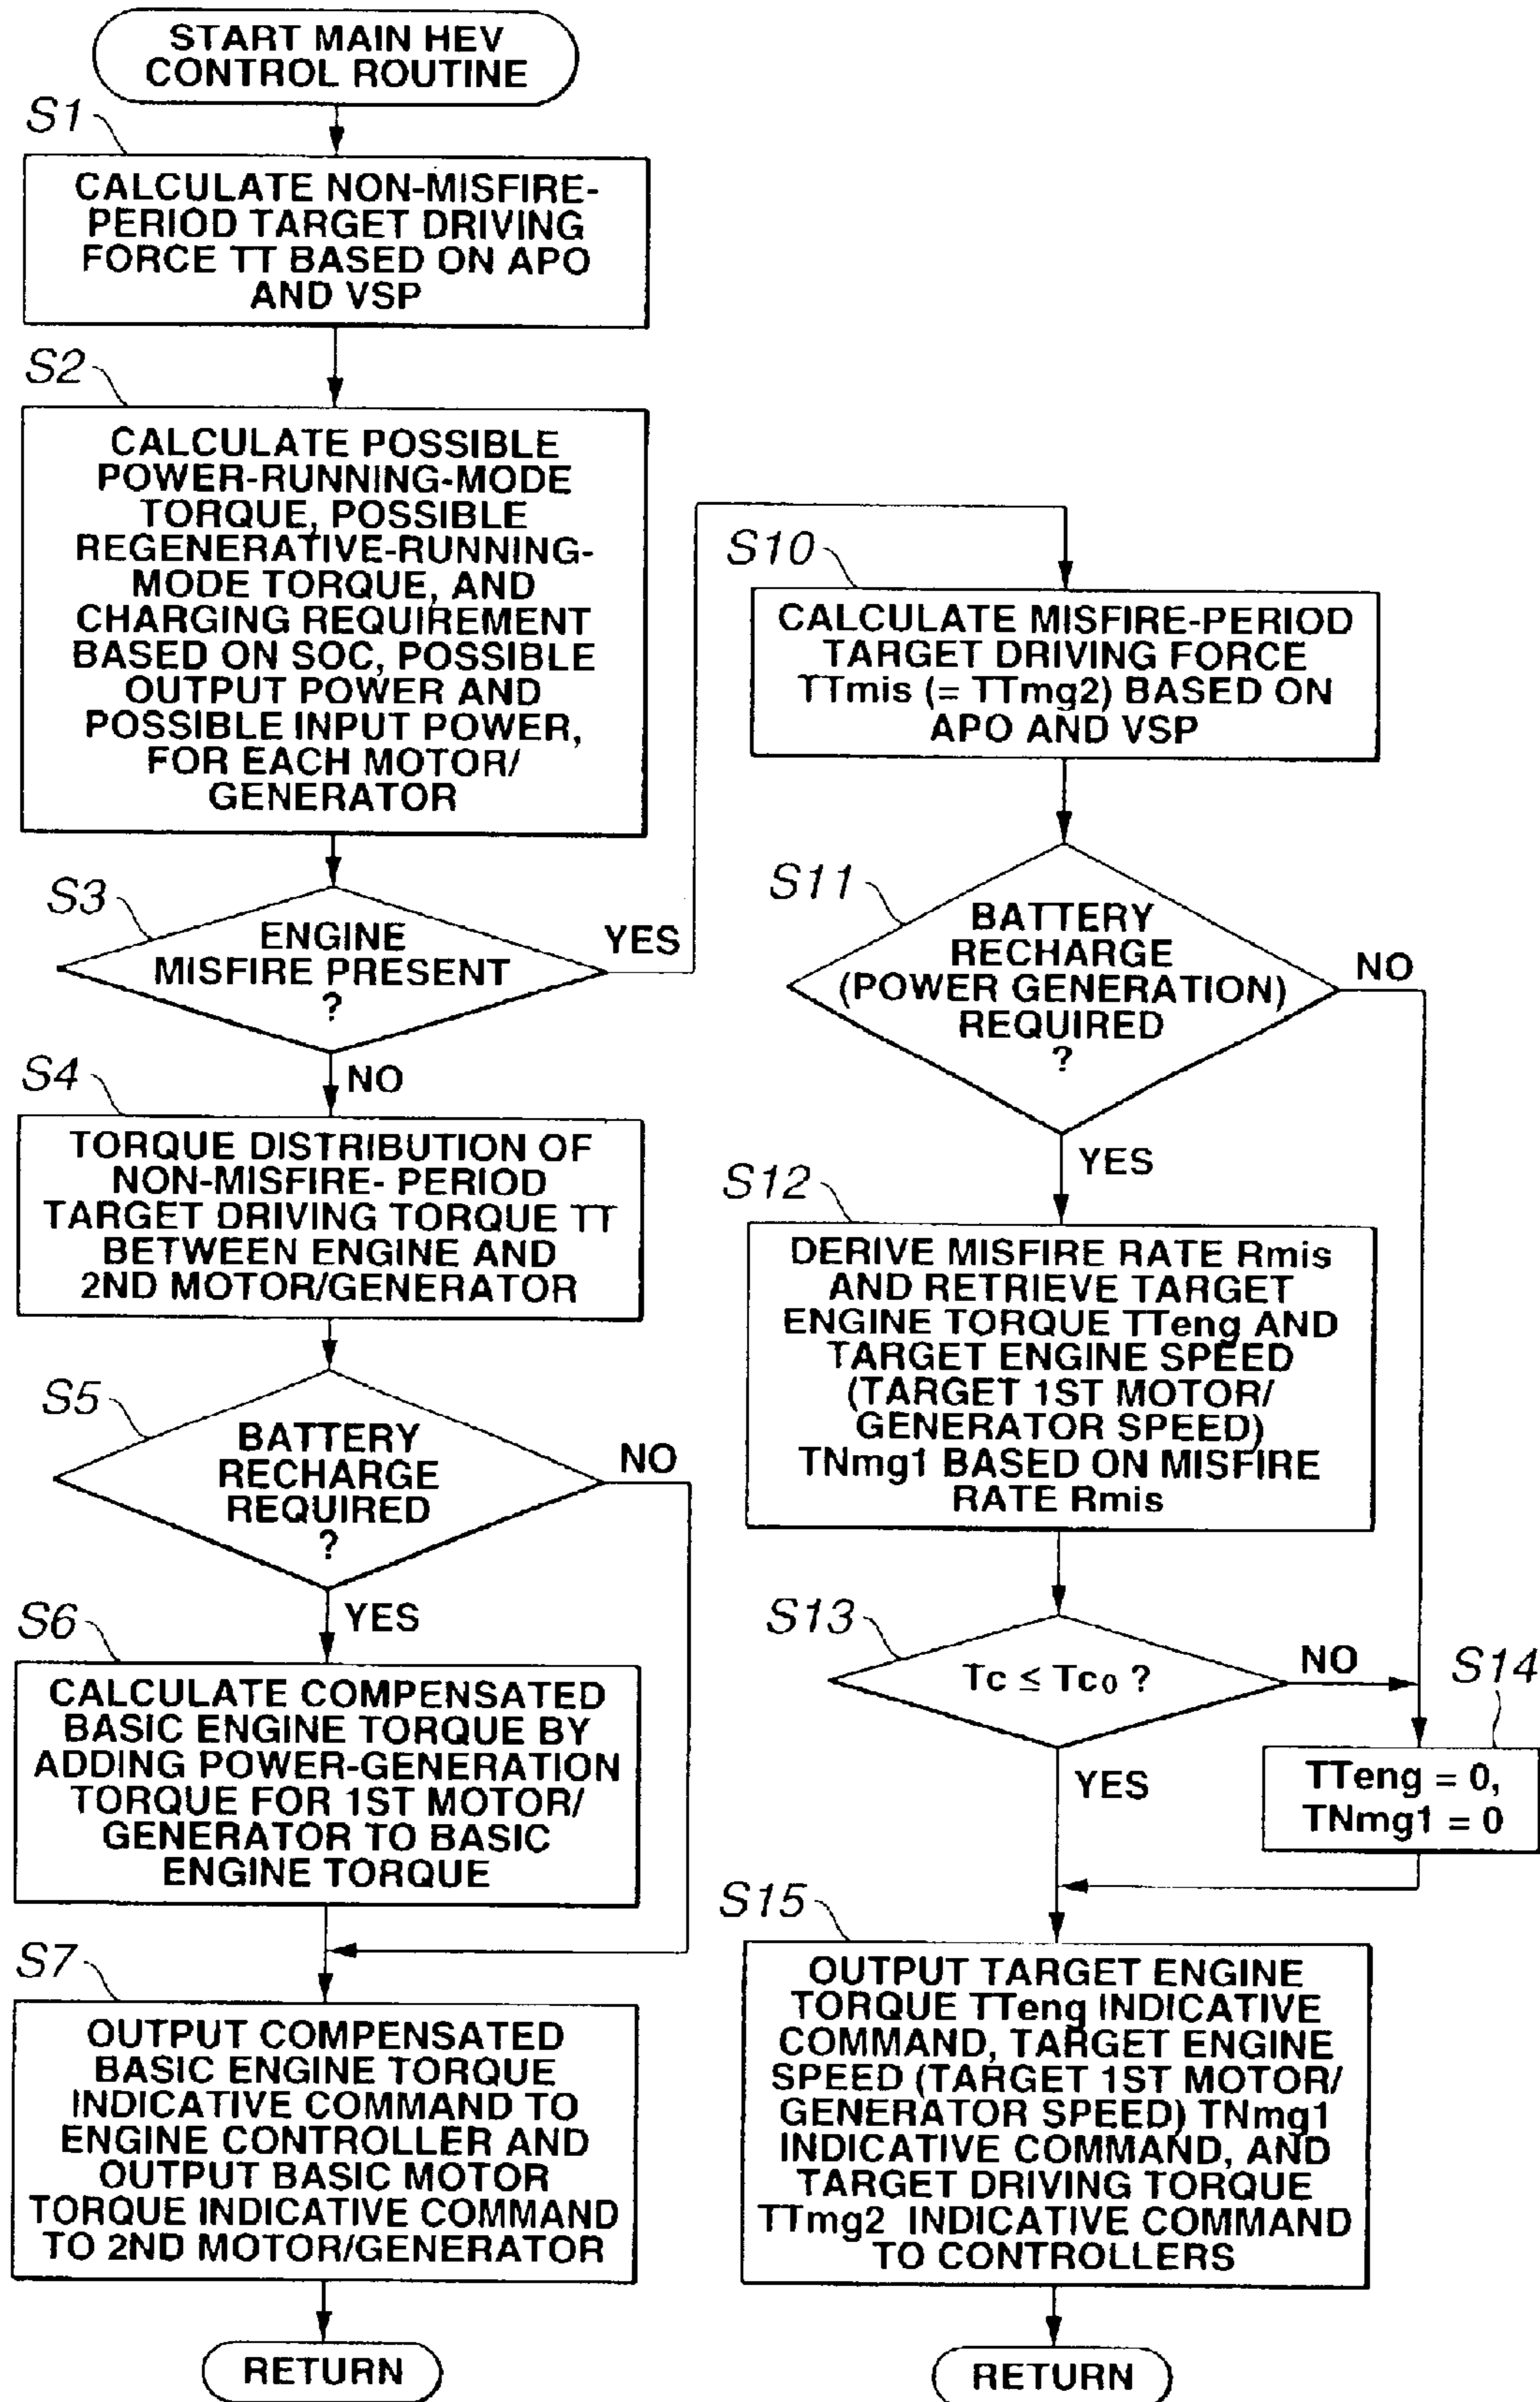 START MAIN HEV
CONTROL ROUTINE
S1
CALCULATE NON-MISFIRE-
PERIOD TARGET DRIVING
FORCE TT BASED ON APO
AND VSP
S2
CALCULATE POSSIBLE
POWER-RUNNING-MODE
TORQUE, POSSIBLE
REGENERATIVE-RUNNING-
MODE TORQUE, AND
CHARGING REQUIREMENT
BASED ON SOC, POSSIBLE
OUTPUT POWER AND
POSSIBLE INPUT POWER,
FOR EACH MOTOR/
GENERATOR
S3
ENGINE
MISFIRE PRESENT
?
YES
NO
S4
TORQUE DISTRIBUTION OF
NON-MISFIRE- PERIOD
TARGET DRIVING TORQUE TT
BETWEEN ENGINE AND
2ND MOTOR/GENERATOR
S5
BATTERY
RECHARGE
REQUIRED
?
NO
YES
S6
CALCULATE COMPENSATED
BASIC ENGINE TORQUE BY
ADDING POWER-GENERATION
TORQUE FOR 1ST MOTOR/
GENERATOR TO BASIC
ENGINE TORQUE
S7
OUTPUT COMPENSATED
BASIC ENGINE TORQUE
INDICATIVE COMMAND TO
ENGINE CONTROLLER AND
OUTPUT BASIC MOTOR
TORQUE INDICATIVE COMMAND
TO 2ND MOTOR/GENERATOR
RETURN
S10
CALCULATE MISFIRE-PERIOD
TARGET DRIVING FORCE
TTmis (= TTmg2) BASED ON
APO AND VSP
S11
BATTERY
RECHARGE
(POWER GENERATION)
REQUIRED
?
NO
YES
S12
DERIVE MISFIRE RATE Rmis
AND RETRIEVE TARGET
ENGINE TORQUE TTeng AND
TARGET ENGINE SPEED
(TARGET 1ST MOTOR/
GENERATOR SPEED)
TNmg1 BASED ON MISFIRE
RATE Rmis
S13
Tc ≤ Tc₀ ?
NO
YES
S14
TTeng = 0,
TNmg1 = 0
S15
OUTPUT TARGET ENGINE
TORQUE TTeng INDICATIVE
COMMAND, TARGET ENGINE
SPEED (TARGET 1ST MOTOR/
GENERATOR SPEED) TNmg1
INDICATIVE COMMAND, AND
TARGET DRIVING TORQUE
TTmg2 INDICATIVE COMMAND
TO CONTROLLERS
RETURN